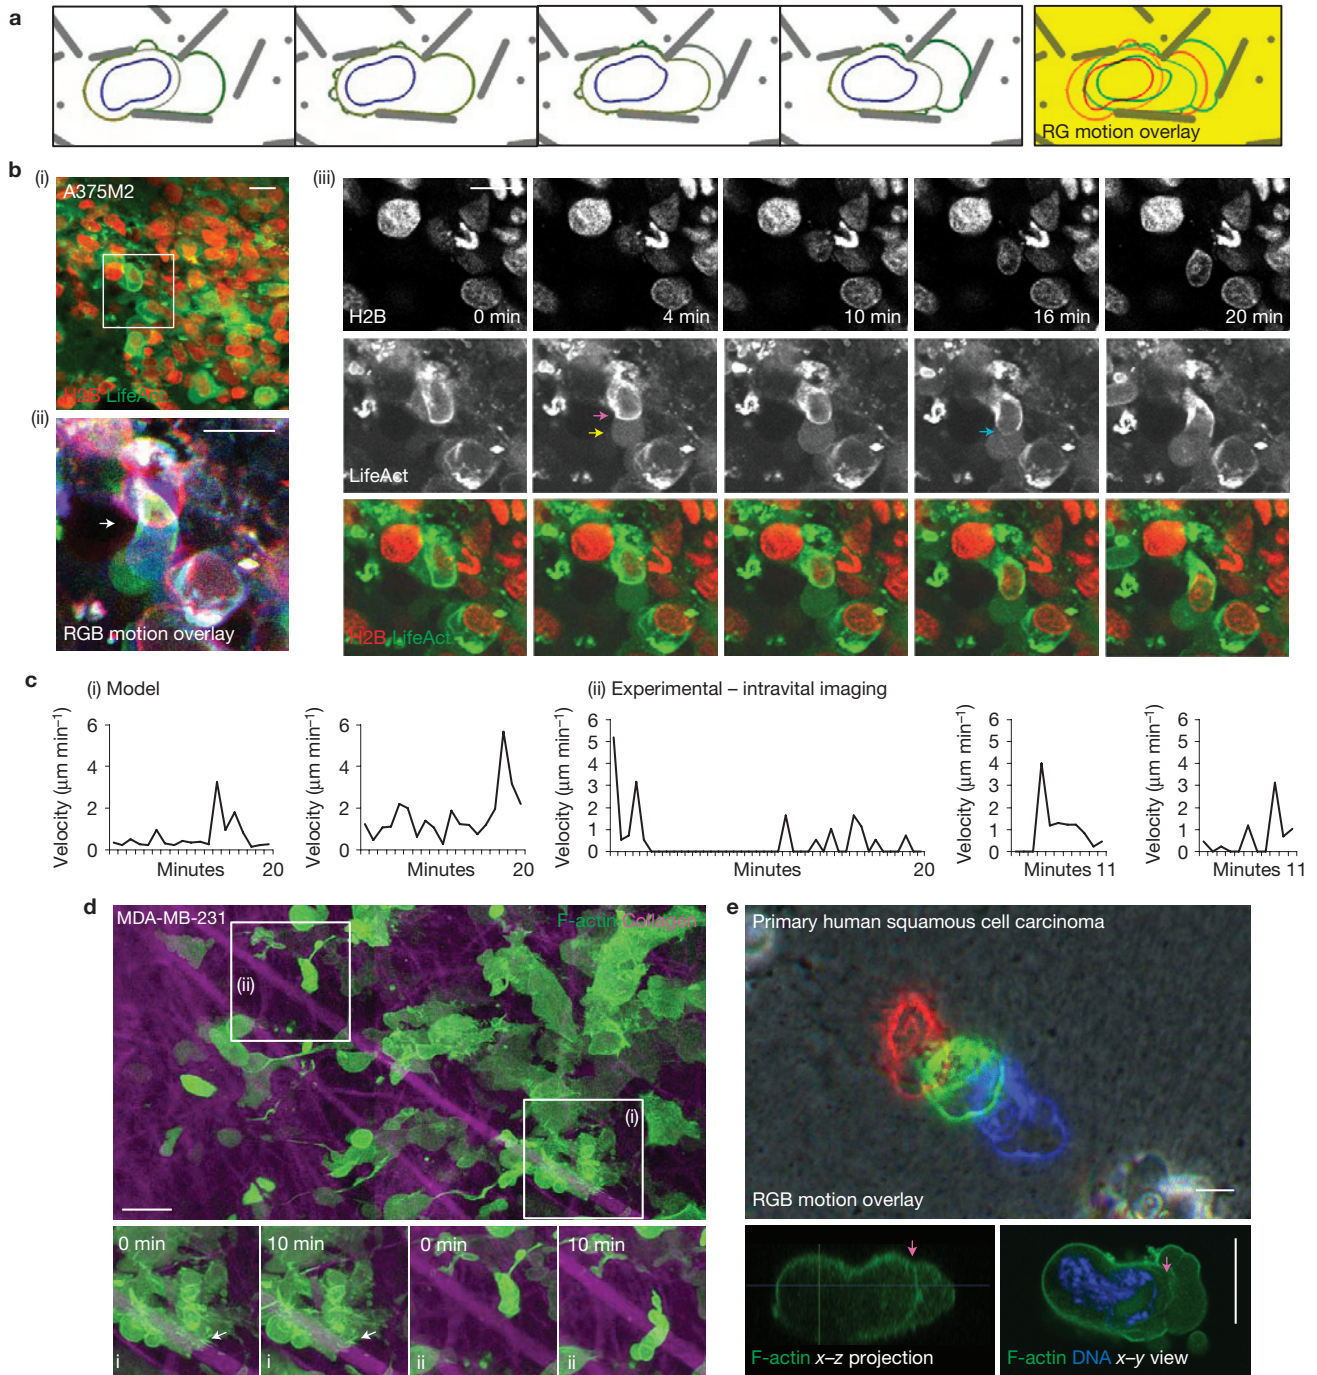 a
RG motion overlay
b
(i)
A375M2
H2B LifeAct
(ii)
RGB motion overlay
(iii)
H2B
0 min
4 min
10 min
16 min
20 min
LifeAct
H2B LifeAct
c
(i) Model
Velocity (µm min⁻¹)
6
4
2
0
Minutes
20
Velocity (µm min⁻¹)
6
4
2
0
Minutes
20
(ii) Experimental – intravital imaging
Velocity (µm min⁻¹)
6
5
4
3
2
1
0
Minutes
20
Velocity (µm min⁻¹)
6
5
4
3
2
1
0
Minutes 11
Velocity (µm min⁻¹)
6
5
4
3
2
1
0
Minutes 11
d
MDA-MB-231
F-actin Collagen
(ii)
(i)
0 min
i
10 min
i
0 min
ii
10 min
ii
e
Primary human squamous cell carcinoma
RGB motion overlay
F-actin x–z projection
F-actin DNA x–y view